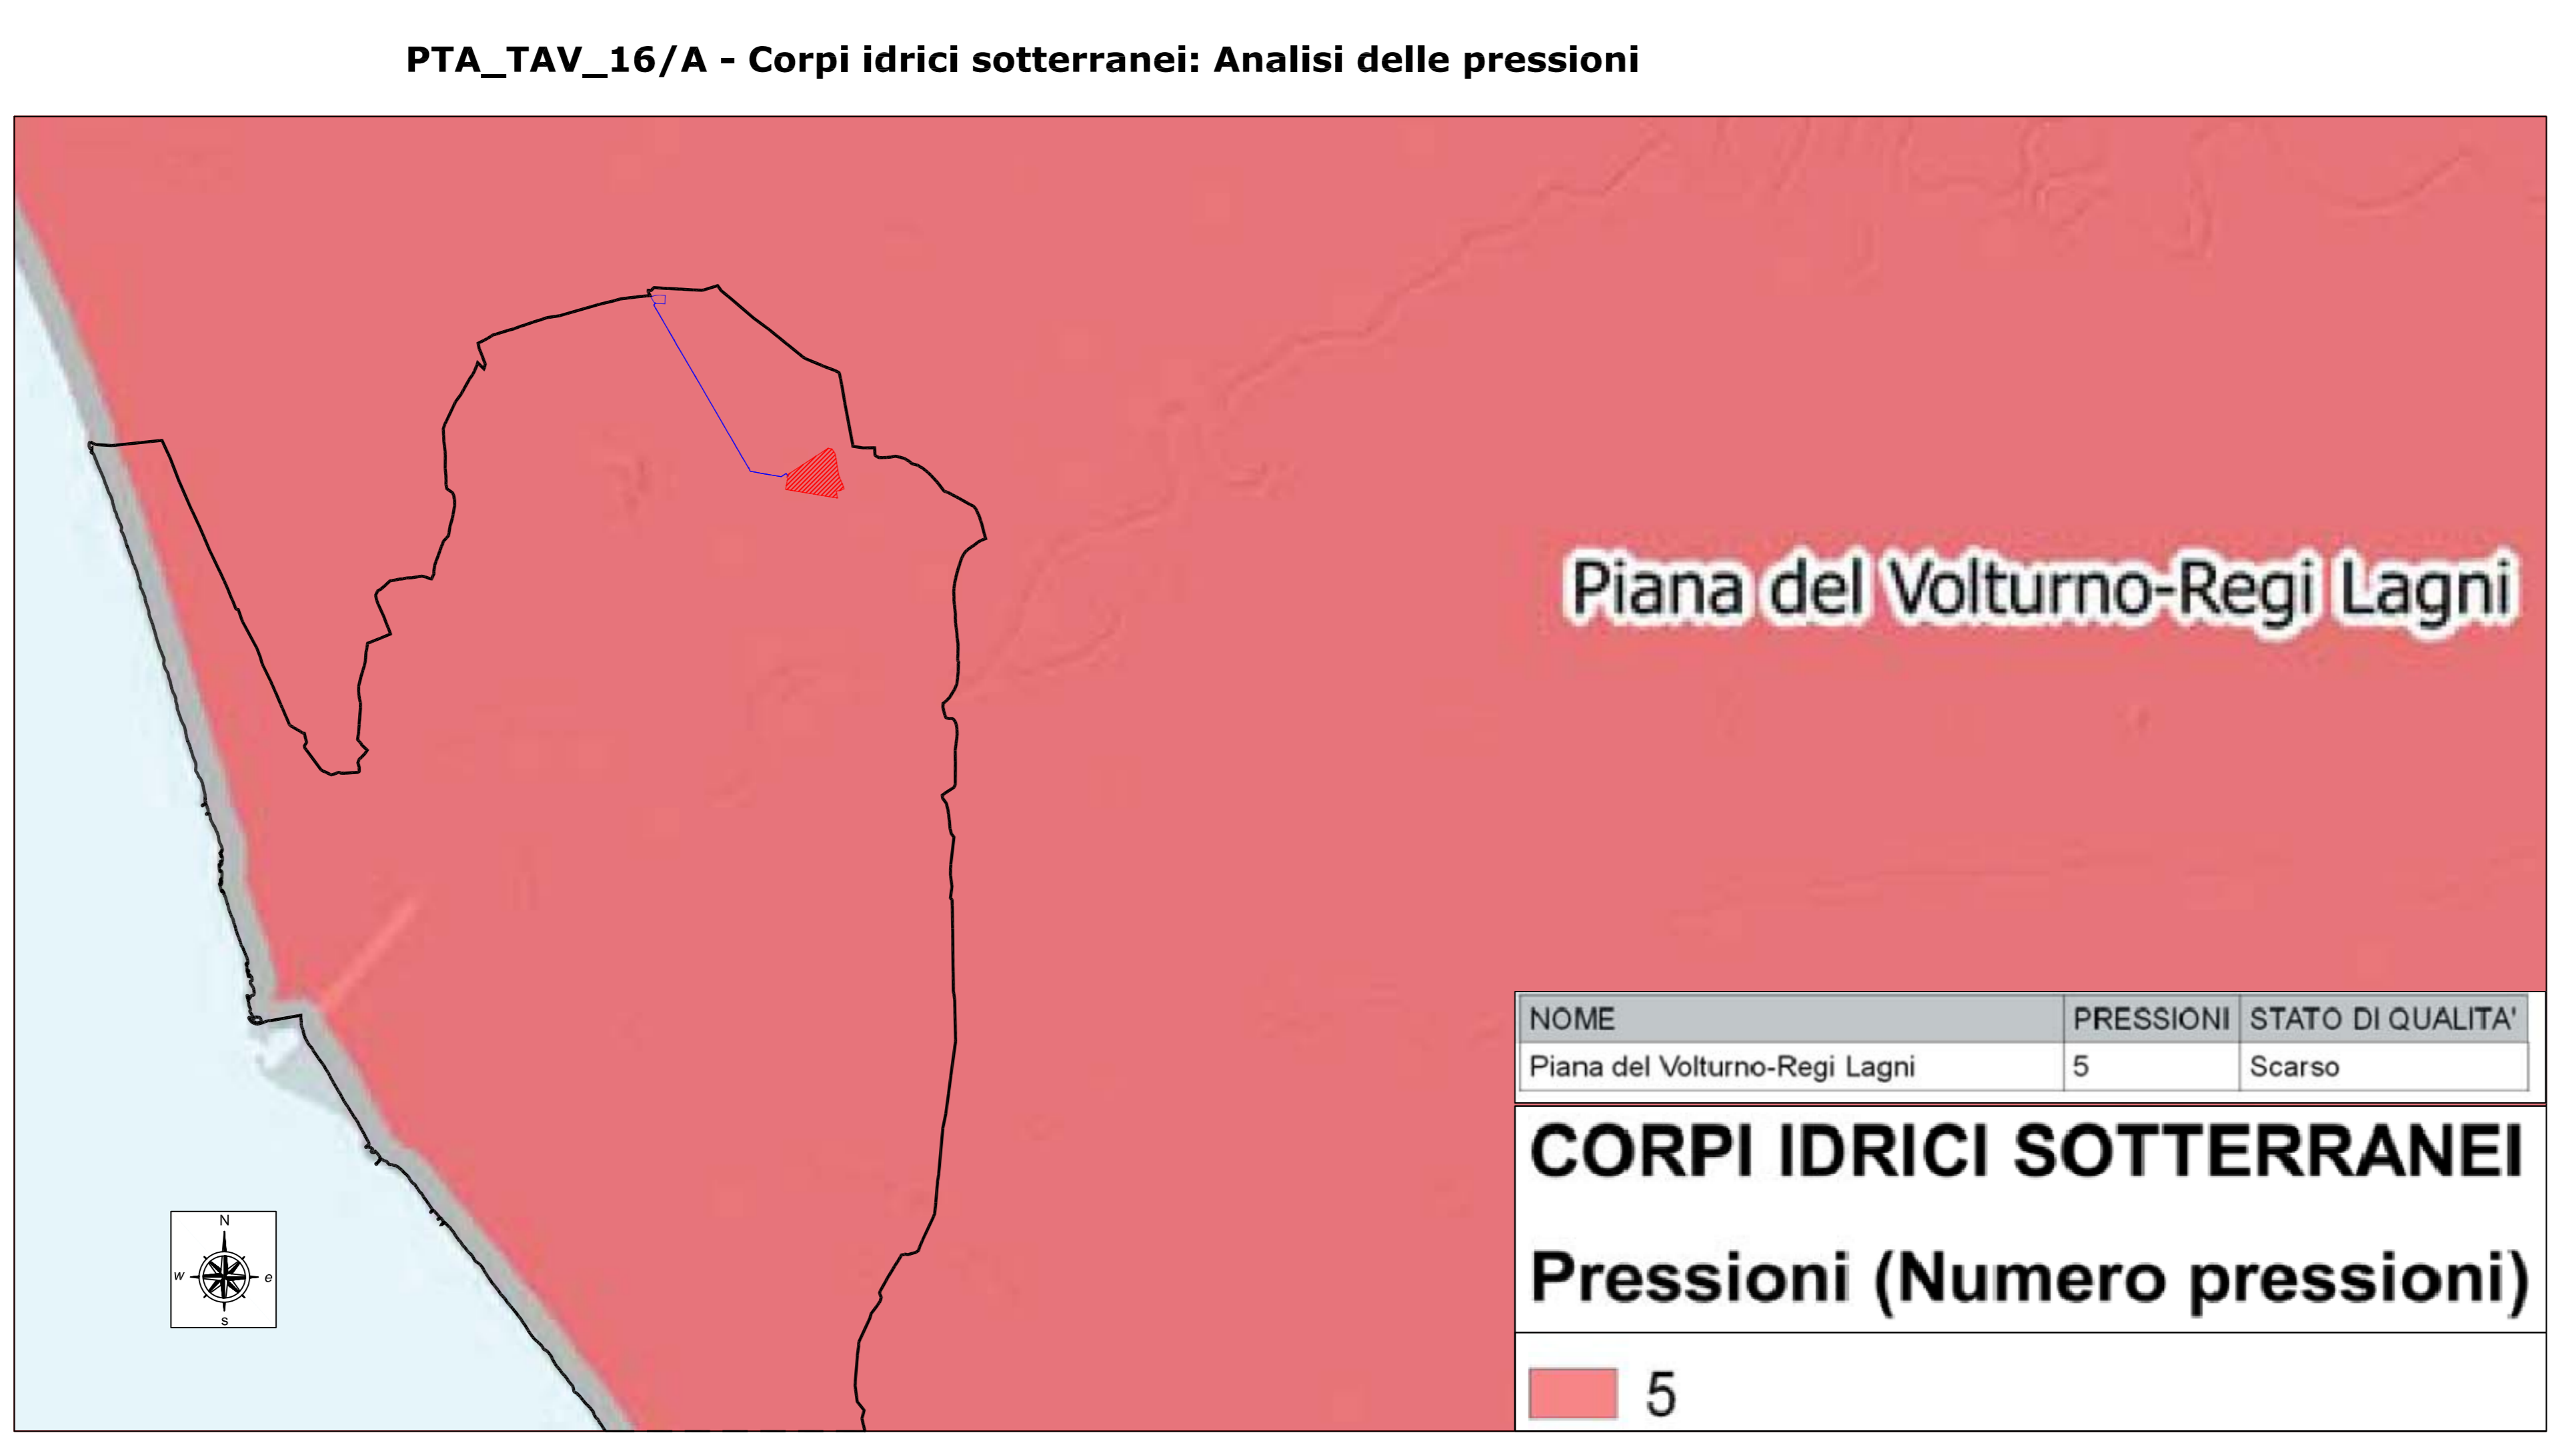 PTA_TAV_16/A - Corpi idrici sotterranei: Analisi delle pressioni
Piana del Volturno-Regi Lagni
NOME PRESSIONI STATO DI QUALITA'
Piana del Volturno-Regi Lagni 5 Scarso
CORPI IDRICI SOTTERRANEI
Pressioni (Numero pressioni)
5
N
w e
s